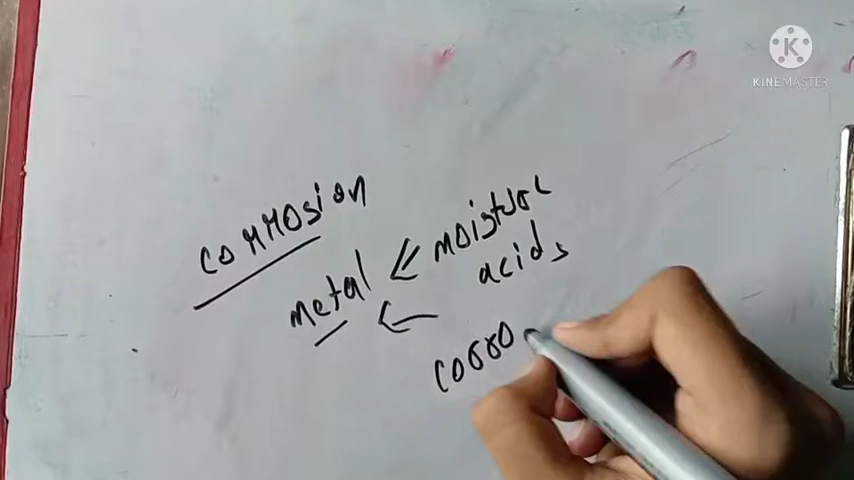 corrosion
metal < moisture
acids
<-
corro
K
KINEMASTER